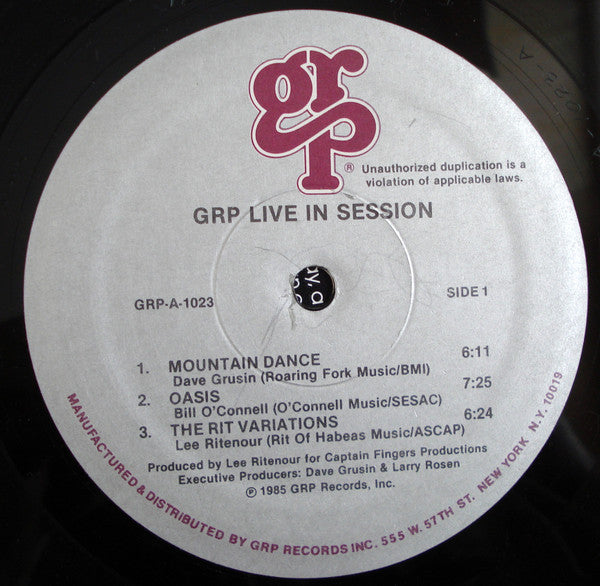 grp
® Unauthorized duplication is a
violation of applicable laws.
GRP LIVE IN SESSION
GRP-A-1023
SIDE 1
1. MOUNTAIN DANCE 6:11
Dave Grusin (Roaring Fork Music/BMI)
2. OASIS 7:25
Bill O'Connell (O'Connell Music/SESAC)
3. THE RIT VARIATIONS 6:24
Lee Ritenour (Rit Of Habeas Music/ASCAP)
Produced by Lee Ritenour for Captain Fingers Productions
Executive Producers: Dave Grusin & Larry Rosen
℗ 1985 GRP Records, Inc.
MANUFACTURED & DISTRIBUTED BY GRP RECORDS INC. 555 W. 57TH ST. NEW YORK N.Y. 10019